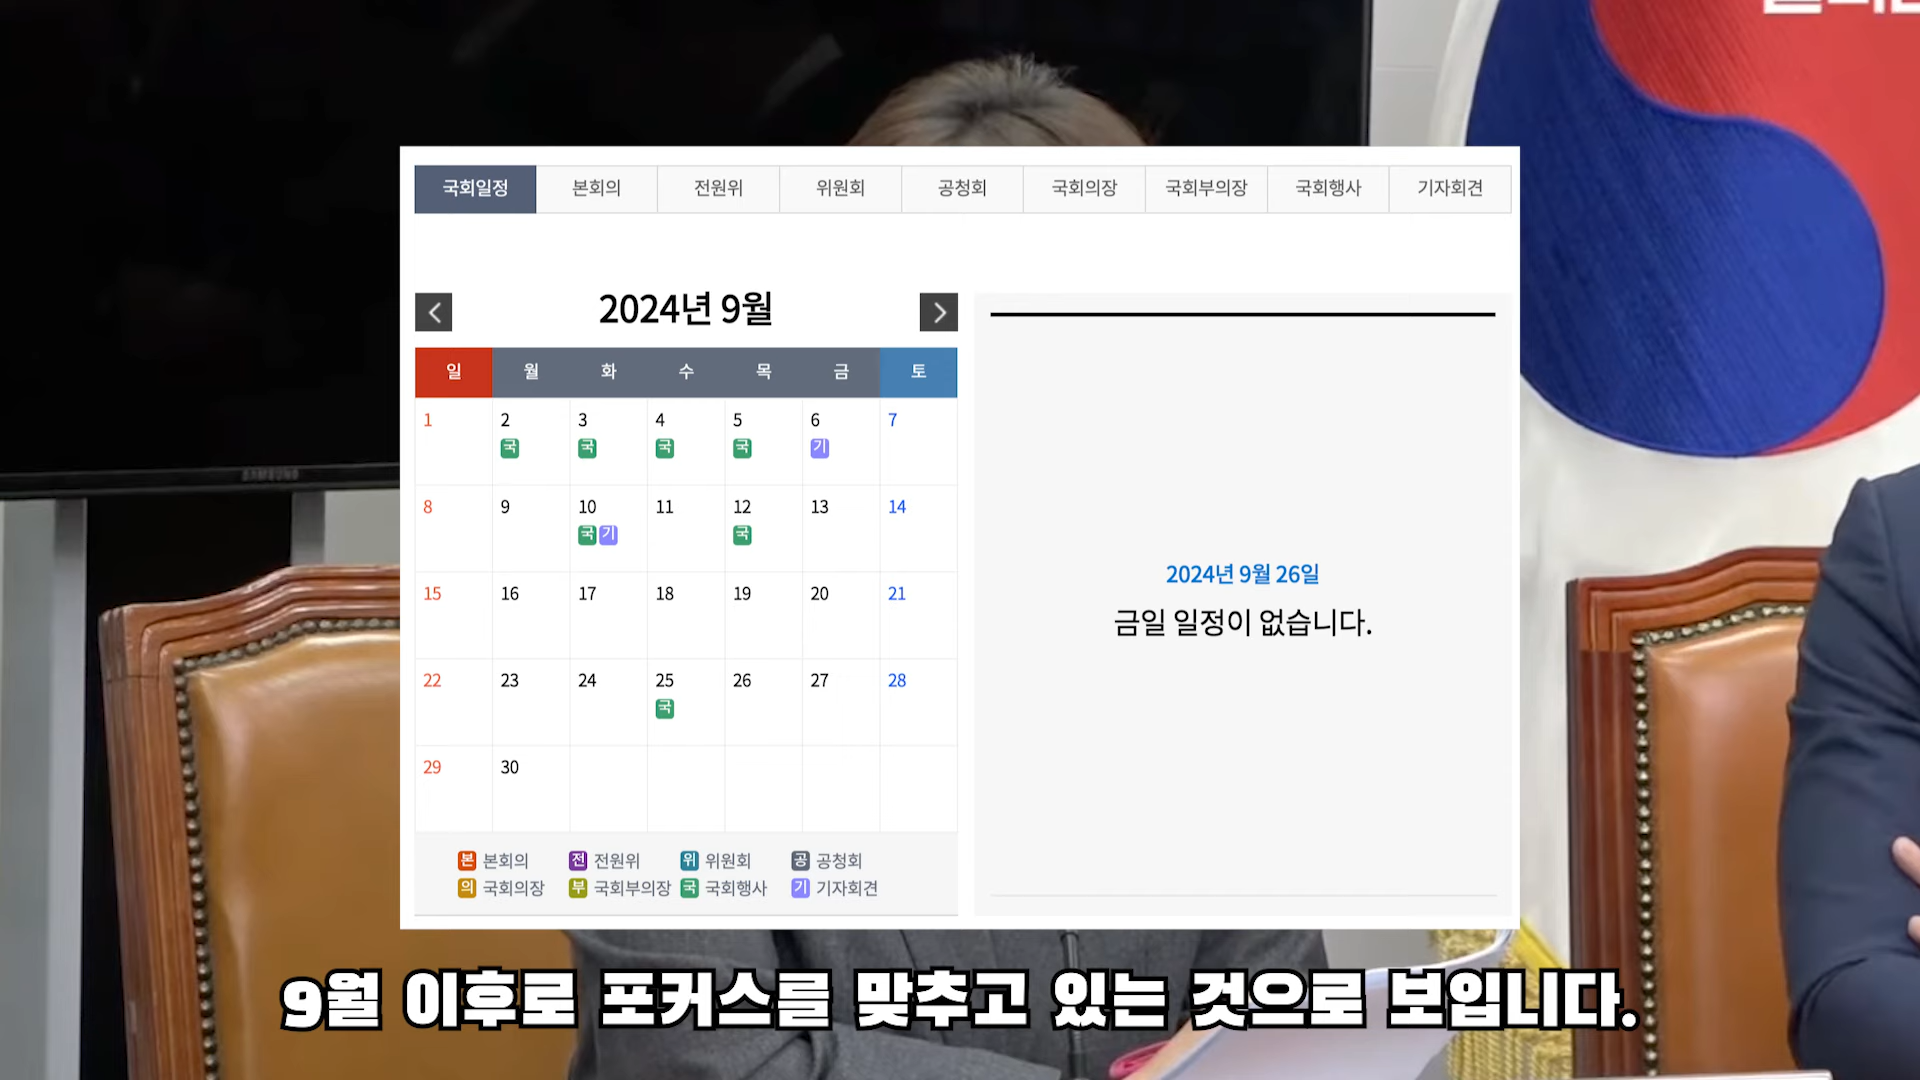 국회일정 본회의 전원위 위원회 공청회 국회의장 국회부의장 국회행사 기자회견
2024년 9월
일 월 화 수 목 금 토
1 2 3 4 5 6 7
국 국 국 국 기
8 9 10 11 12 13 14
국 기 국
15 16 17 18 19 20 21
22 23 24 25 26 27 28
국
29 30
본 본회의 전 전원위 위 위원회 공 공청회
의 국회의장 부 국회부의장 국 국회행사 기 기자회견
2024년 9월 26일
금일 일정이 없습니다.
SAMSUNG
9월 이후로 포커스를 맞추고 있는 것으로 보입니다.